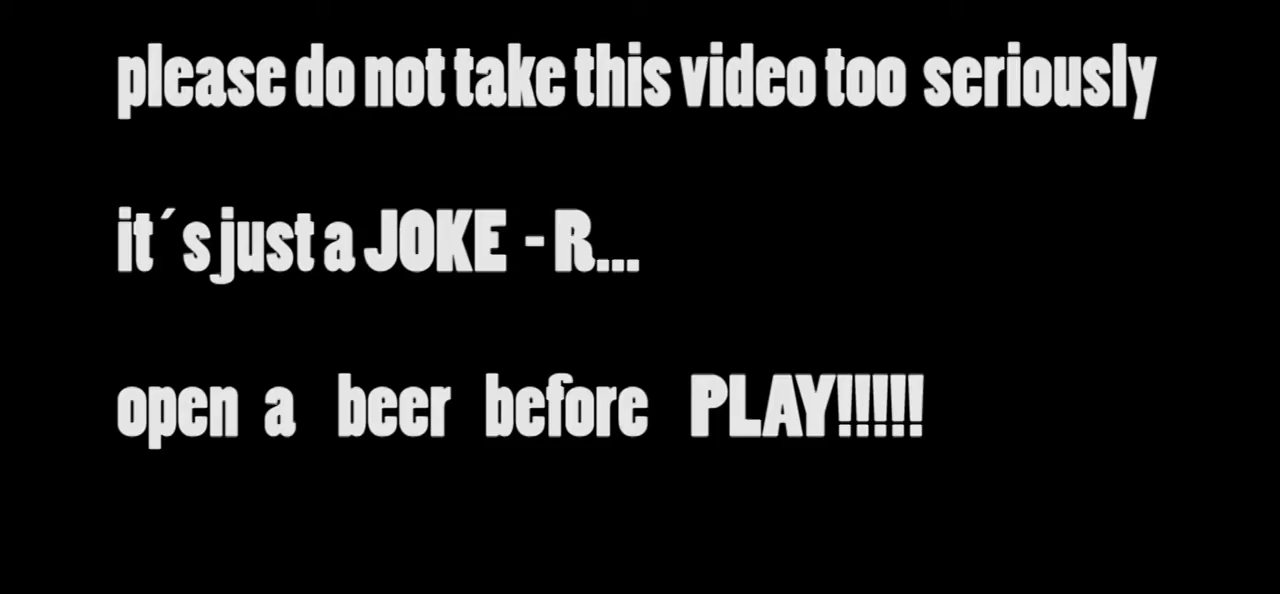 please do not take this video too seriously
it´s just a JOKE - R...
open a beer before PLAY!!!!!